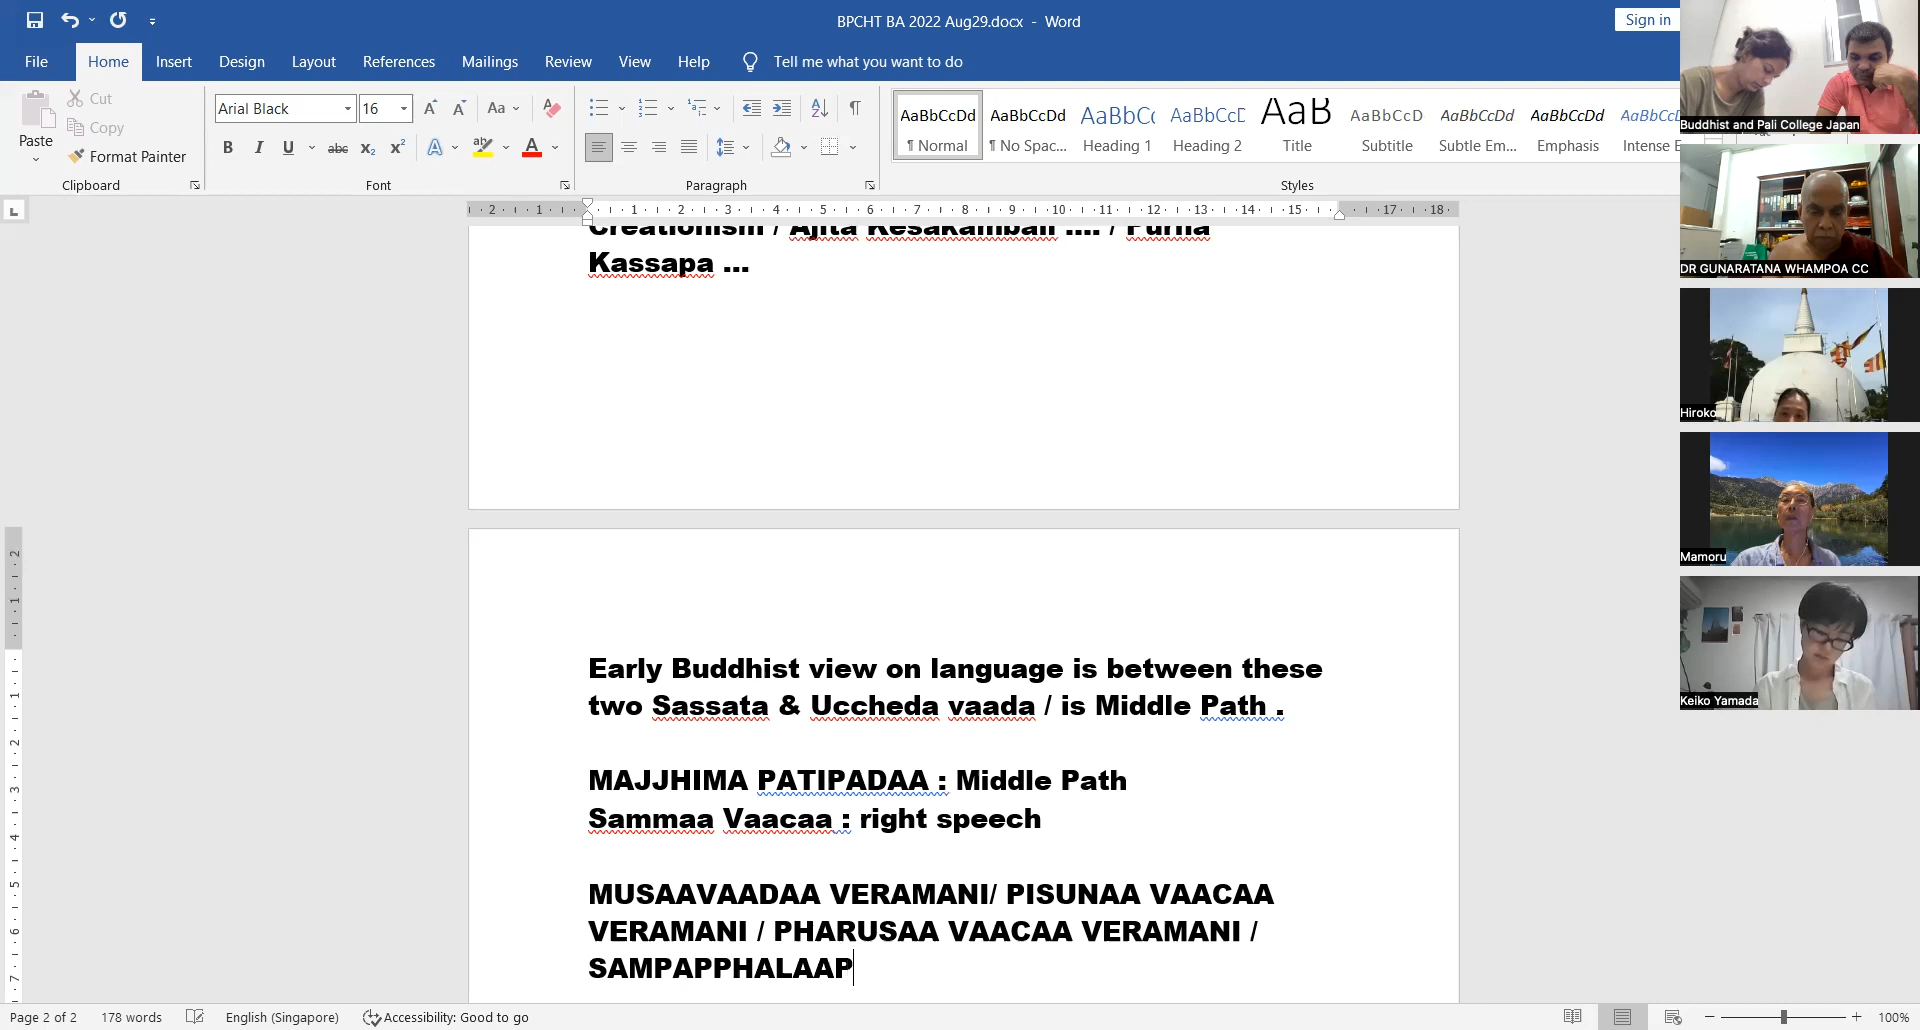 BPCHT BA 2022 Aug29.docx - Word
Sign in
File Home Insert Design Layout References Mailings Review View Help Tell me what you want to do
Cut
Copy
Paste
Format Painter
Clipboard
Arial Black 16
Font
Paragraph
AaBbCcDd ¶ Normal
AaBbCcDd ¶ No Spac...
Heading 1
Heading 2
AaB Title
AaBbCcD Subtitle
AaBbCcDd Subtle Em...
AaBbCcDd Emphasis
Intense E
Styles
Creationism / Ajita Kesakambali .... / Purna
Kassapa ...
Early Buddhist view on language is between these
two Sassata & Uccheda vaada / is Middle Path .
MAJJHIMA PATIPADAA : Middle Path
Sammaa Vaacaa : right speech
MUSAAVAADAA VERAMANI/ PISUNAA VAACAA
VERAMANI / PHARUSAA VAACAA VERAMANI /
SAMPAPPHALAAP
Buddhist and Pali College Japan
DR GUNARATANA WHAMPOA CC
Hiroko
Mamoru
Keiko Yamada
Page 2 of 2 178 words English (Singapore) Accessibility: Good to go 100%